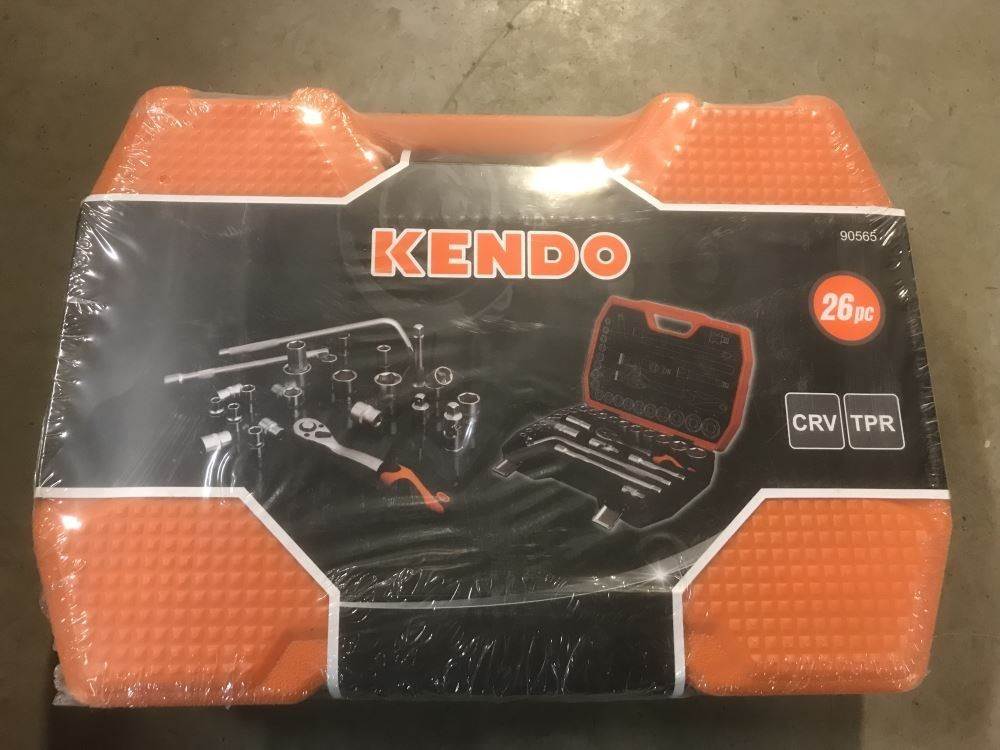 KENDO
90565
26pc
CRV TPR